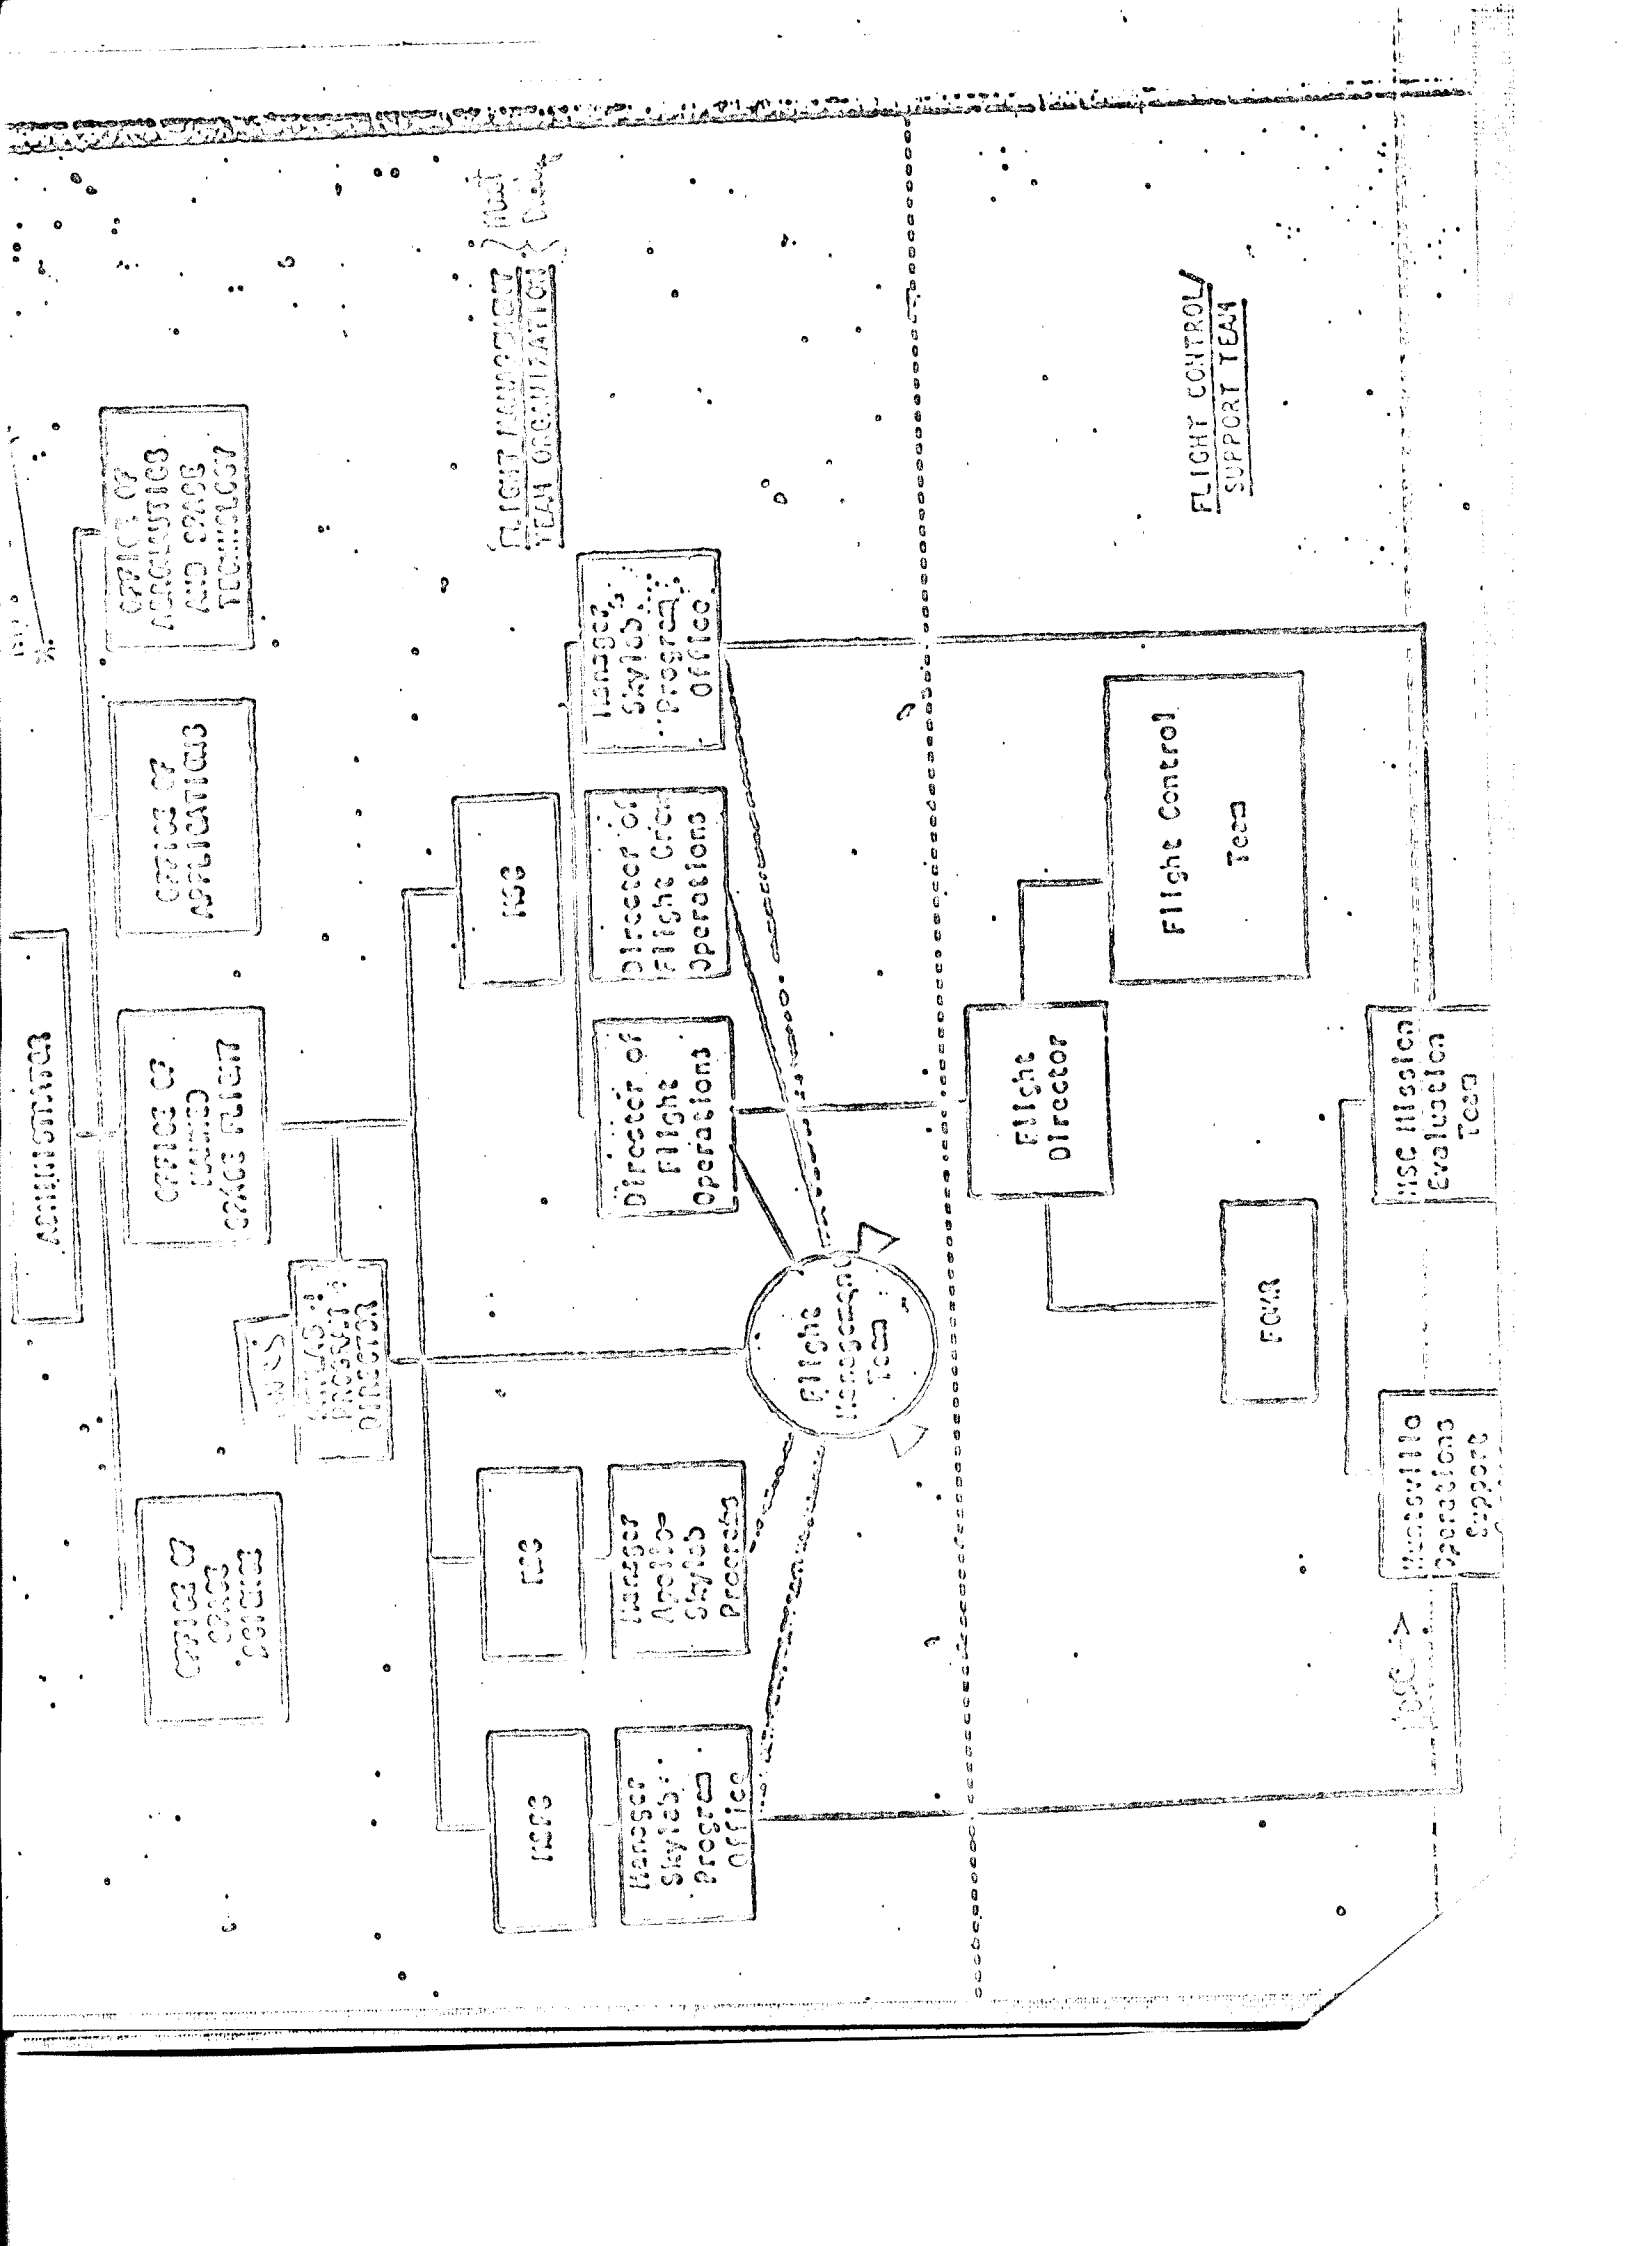 ADMINISTRATOR
OFFICE OF
SPACE
SCIENCE
OFFICE OF
MANNED
SPACE FLIGHT
OFFICE OF
APPLICATIONS
OFFICE OF
AERONAUTICS
AND SPACE
TECHNOLOGY
PROGRAM
DIRECTOR
FLIGHT MANAGEMENT
TEAM ORGANIZATION
MSFC
KSC
MSC
Manager
Skylab
Program
Office
Manager
Apollo-
Skylab
Programs
Director of
Flight
Operations
Director of
Flight Crew
Operations
Manager
Skylab
Program
Office
Flight
Management
Team
Flight
Director
Flight Control
Team
FLIGHT CONTROL/
SUPPORT TEAM
FOMR
Huntsville
Operations
Support
MSC Mission
Evaluation
Team